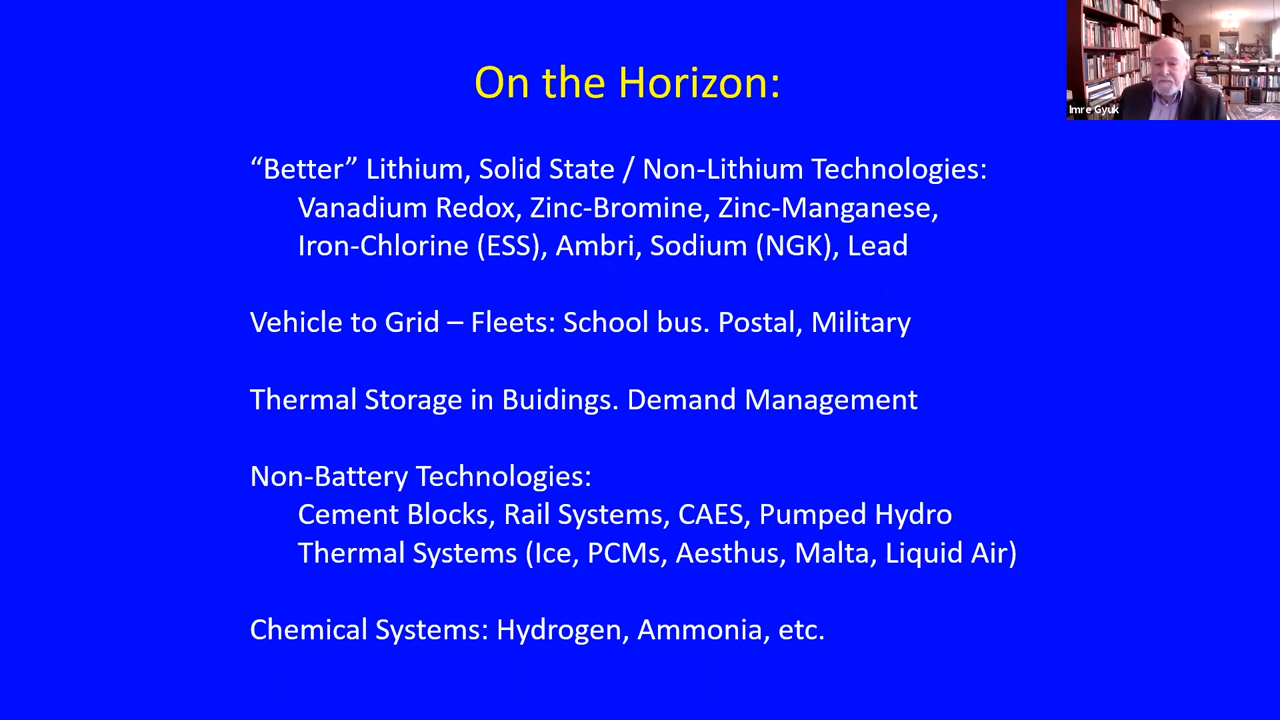 On the Horizon:
Imre Gyuk
“Better” Lithium, Solid State / Non-Lithium Technologies:
Vanadium Redox, Zinc-Bromine, Zinc-Manganese,
Iron-Chlorine (ESS), Ambri, Sodium (NGK), Lead
Vehicle to Grid – Fleets: School bus. Postal, Military
Thermal Storage in Buidings. Demand Management
Non-Battery Technologies:
Cement Blocks, Rail Systems, CAES, Pumped Hydro
Thermal Systems (Ice, PCMs, Aesthus, Malta, Liquid Air)
Chemical Systems: Hydrogen, Ammonia, etc.